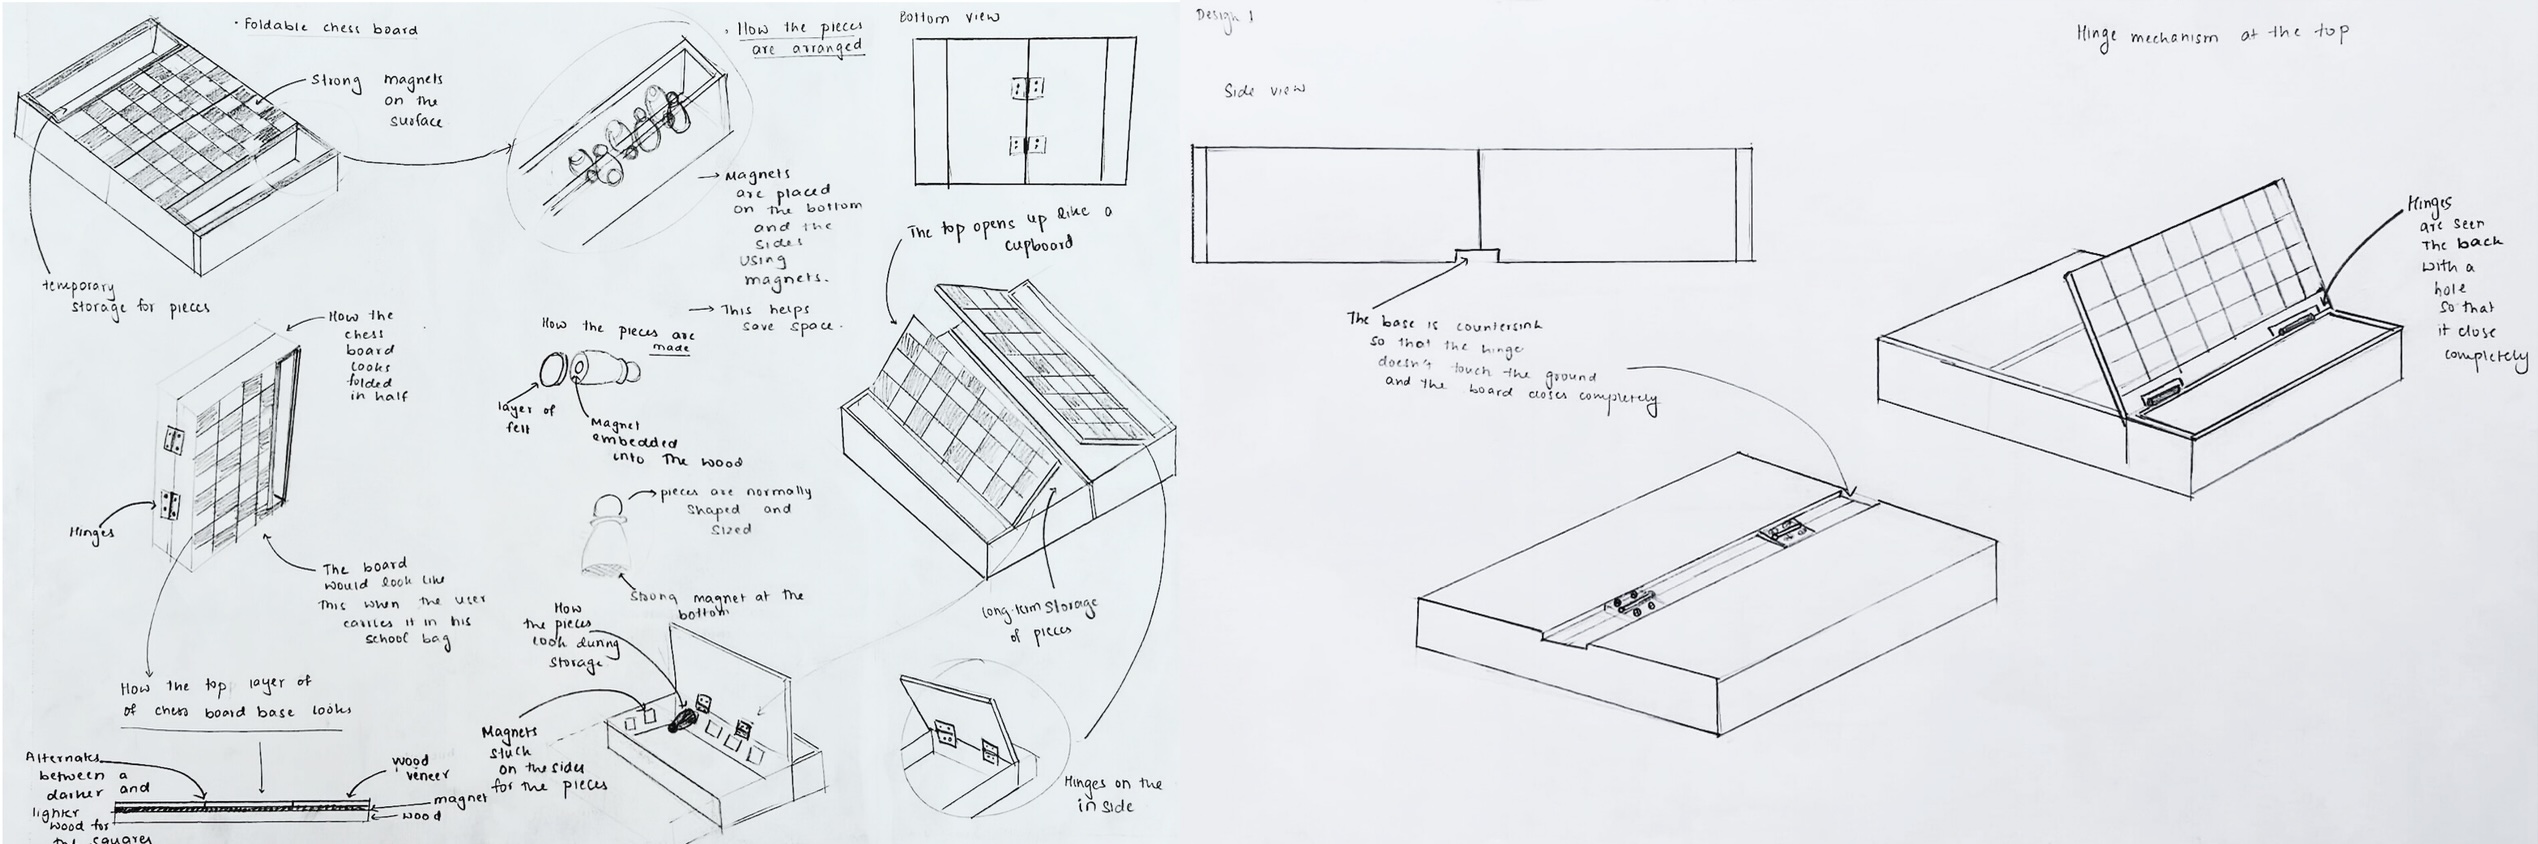 · Foldable chess board
Strong magnets
on the
surface
temporary
storage for pieces
· How the pieces
are arranged
→ Magnets
are placed
on the bottom
and the
sides
using
magnets.
→ This helps
save space.
Bottom view
The top opens up like a
cupboard
How the
chess
board
looks
folded
in half
Hinges
The board
would look like
This when the user
carries it in his
school bag
How the pieces are
made
layer of
felt
Magnet
embedded
into The wood
pieces are normally
shaped and
sized
Strong magnet at the
bottom
long-term storage
of pieces
How
the pieces
look during
storage
Magnets
stuck
on the sides
for the pieces
Hinges on the
inside
How the top layer of
of chess board base looks
Alternates
between a
darker and
lighter
wood for
the squares
wood
veneer
magnet
wood
Design 1
Side view
The base is countersink
so that the hinge
doesn't touch the ground
and the board closes completely
Hinge mechanism at the top
Hinges
are seen
The back
with a
hole
so that
it close
completely